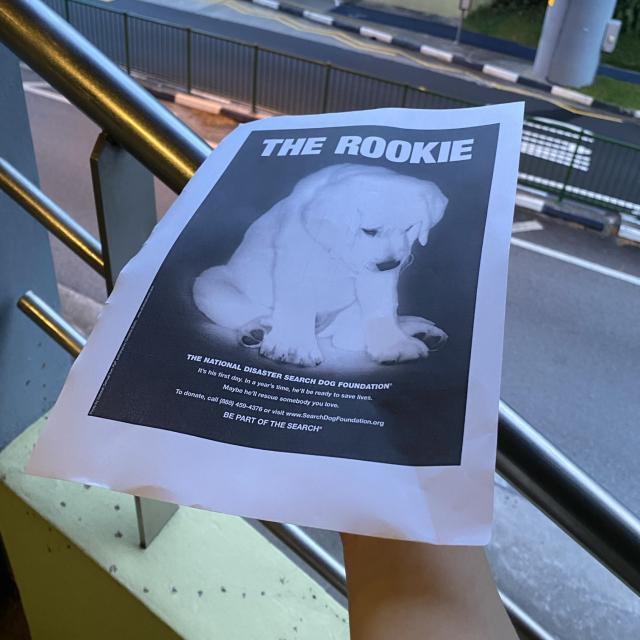 THE ROOKIE
THE NATIONAL DISASTER SEARCH DOG FOUNDATION®
It's his first day. In a year's time, he'll be ready to save lives.
Maybe he'll rescue somebody you love.
To donate, call (888) 459-4376 or visit www.SearchDogFoundation.org
BE PART OF THE SEARCH®